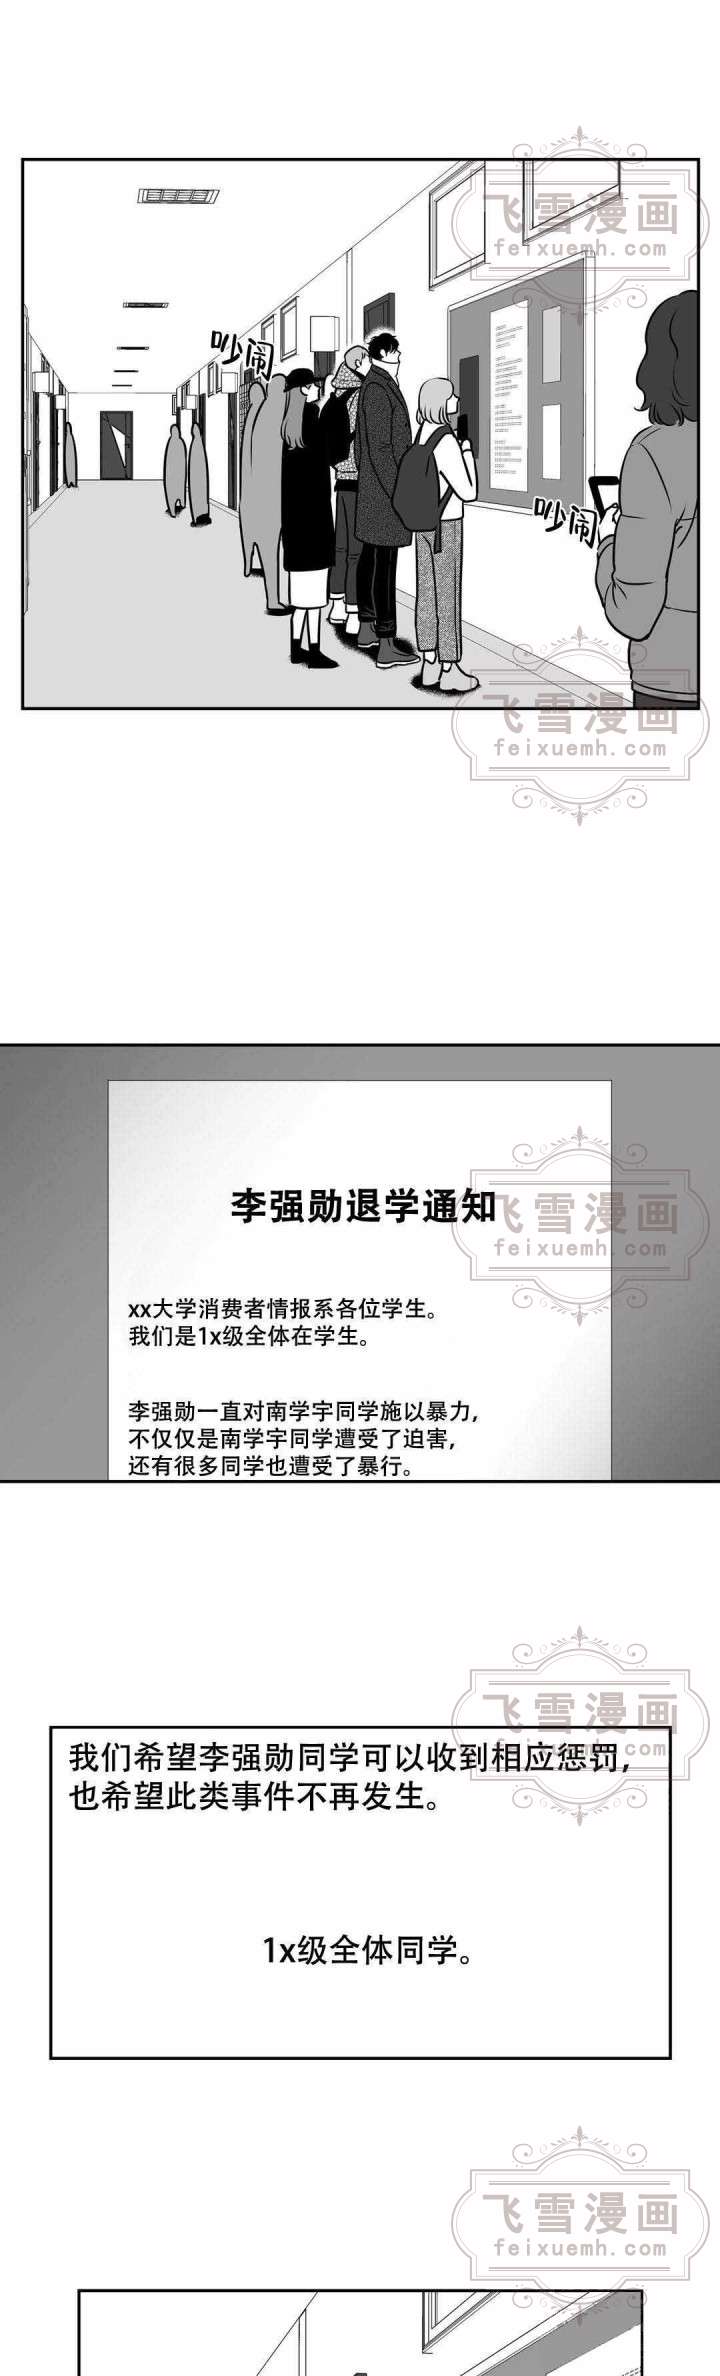 飞雪漫画
feixuemh.com
吵闹
吵闹
飞雪漫画
feixuemh.com
李强勋退学通知
飞雪漫画
feixuemh.com
xx大学消费者情报系各位学生。
我们是1x级全体在学生。
李强勋一直对南学宇同学施以暴力，
不仅仅是南学宇同学遭受了迫害，
还有很多同学也遭受了暴行。
飞雪漫画
feixuemh.com
我们希望李强勋同学可以收到相应惩罚，
也希望此类事件不再发生。
1x级全体同学。
飞雪漫画
feixuemh.com